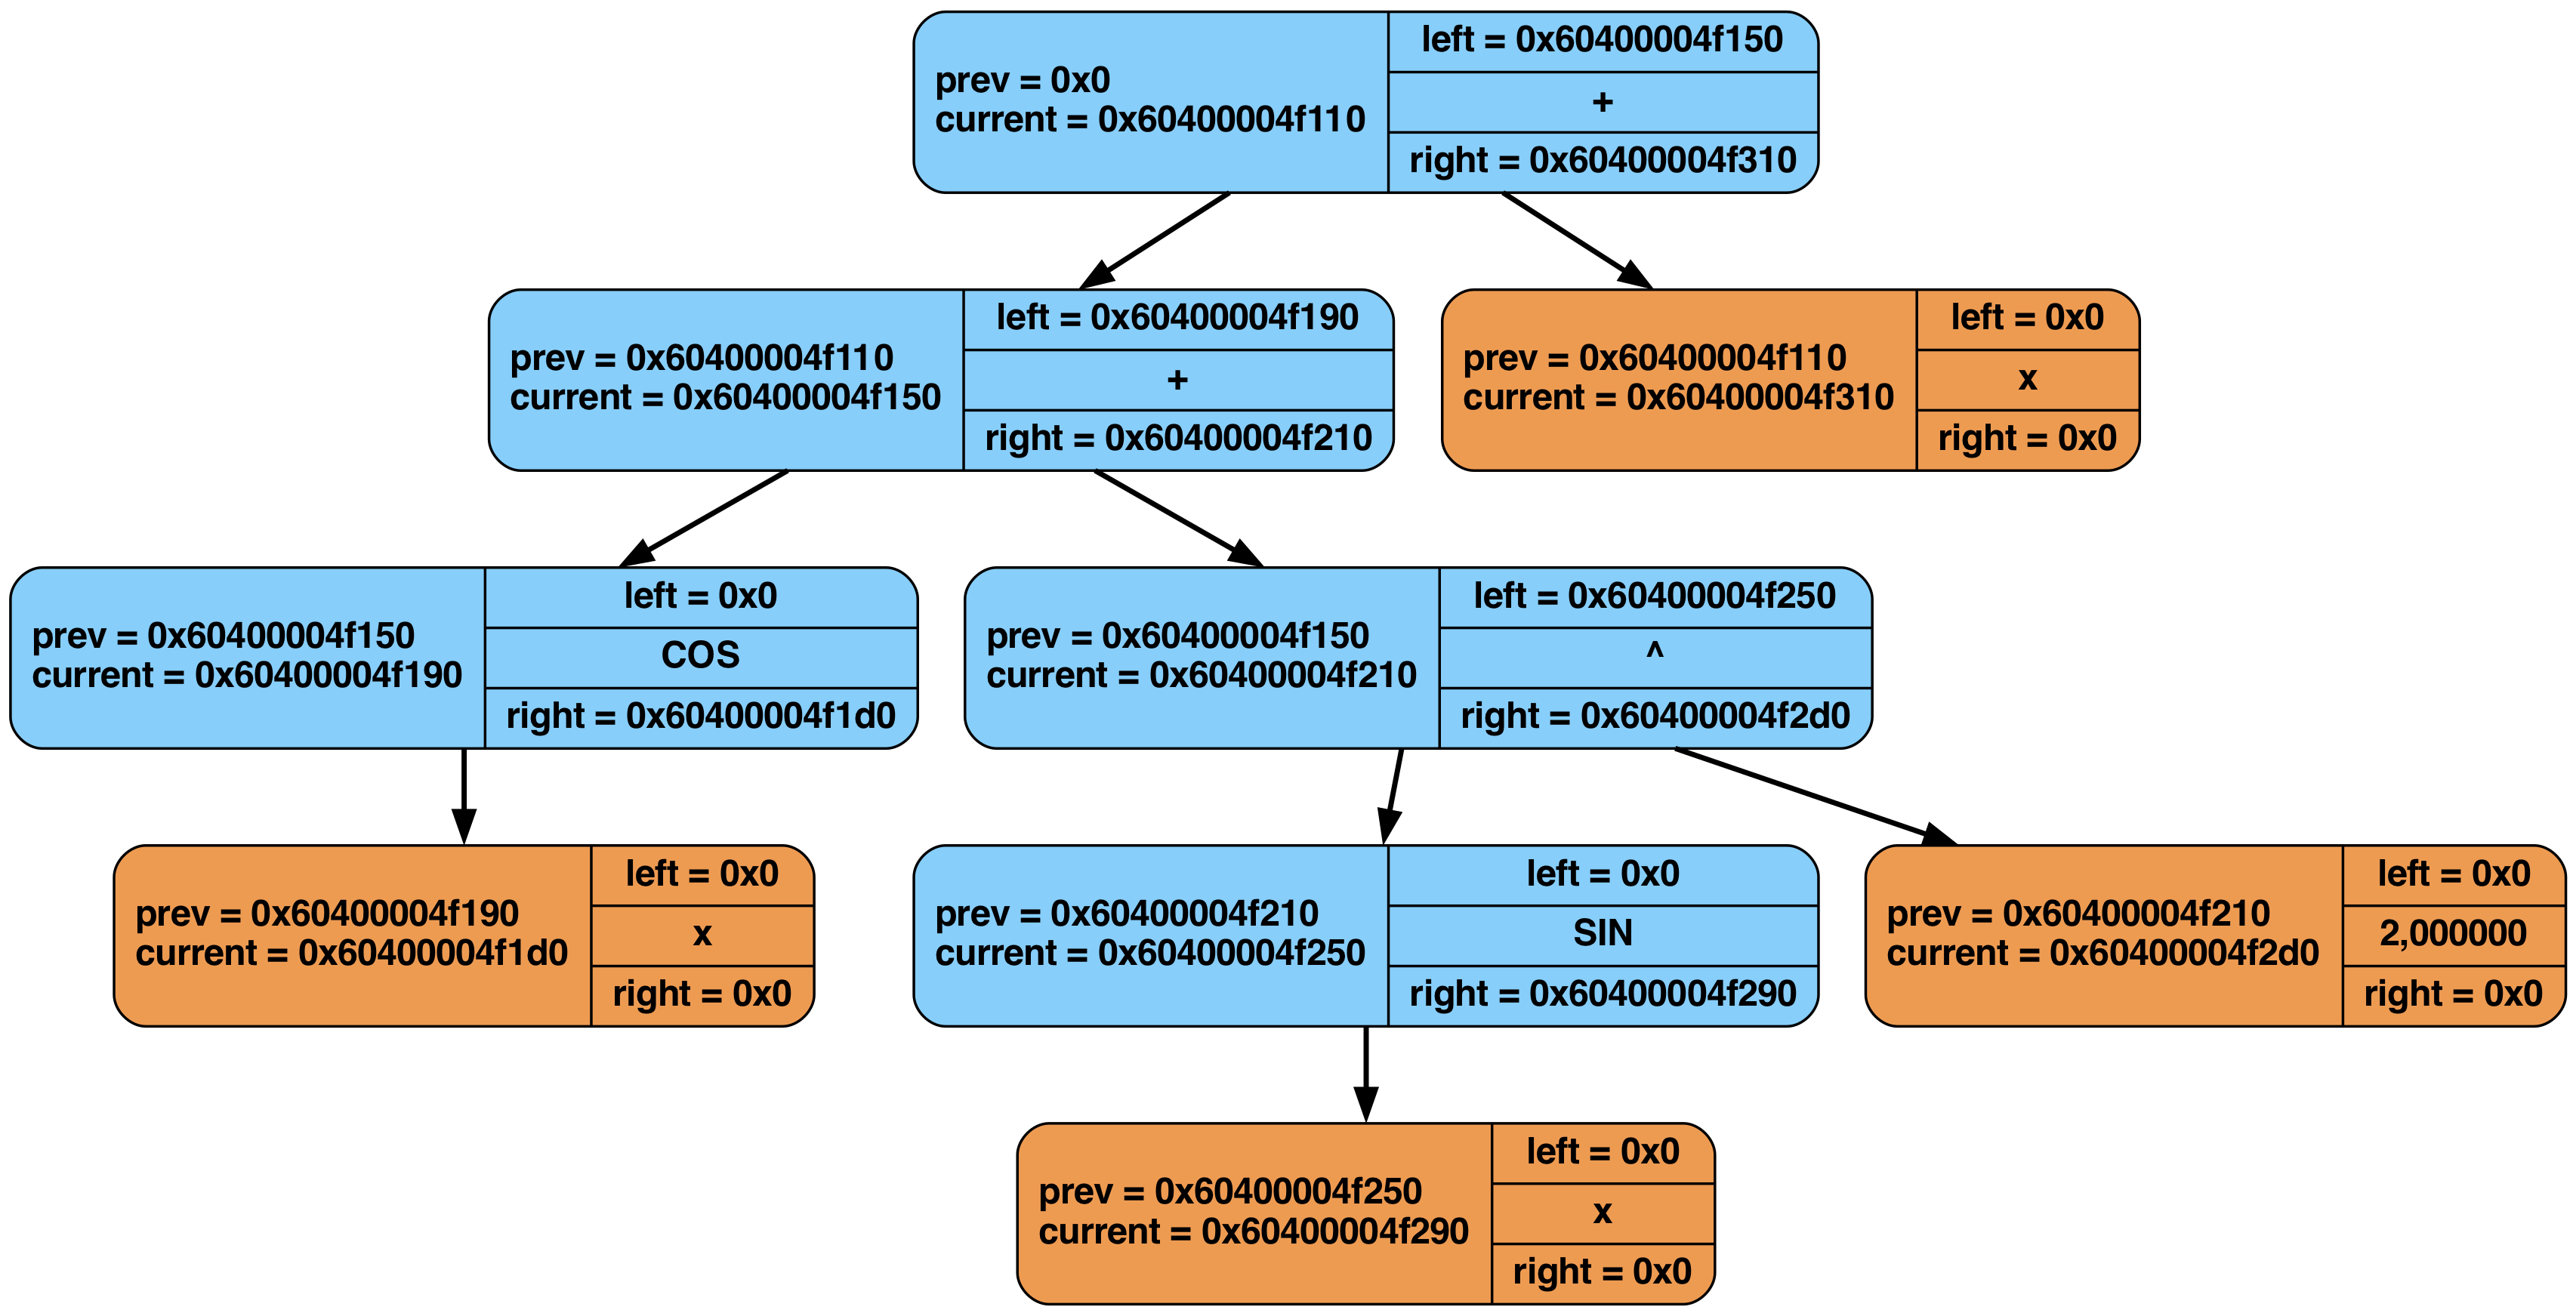 prev = 0x0
current = 0x60400004f110
left = 0x60400004f150
+
right = 0x60400004f310
prev = 0x60400004f110
current = 0x60400004f150
left = 0x60400004f190
+
right = 0x60400004f210
prev = 0x60400004f110
current = 0x60400004f310
left = 0x0
x
right = 0x0
prev = 0x60400004f150
current = 0x60400004f190
left = 0x0
COS
right = 0x60400004f1d0
prev = 0x60400004f150
current = 0x60400004f210
left = 0x60400004f250
^
right = 0x60400004f2d0
prev = 0x60400004f190
current = 0x60400004f1d0
left = 0x0
x
right = 0x0
prev = 0x60400004f210
current = 0x60400004f250
left = 0x0
SIN
right = 0x60400004f290
prev = 0x60400004f210
current = 0x60400004f2d0
left = 0x0
2,000000
right = 0x0
prev = 0x60400004f250
current = 0x60400004f290
left = 0x0
x
right = 0x0